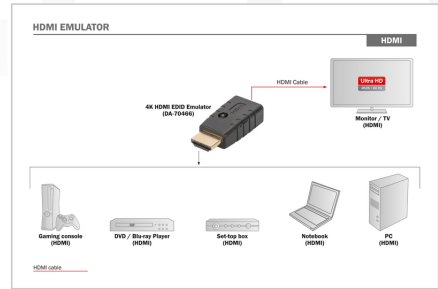 HDMI EMULATOR
HDMI
HDMI Cable
Ultra HD
4K HDMI EDID Emulator
(DA-70466)
Monitor / TV
(HDMI)
Gaming console
(HDMI)
DVD / Blu-ray Player
(HDMI)
Set-top box
(HDMI)
Notebook
(HDMI)
PC
(HDMI)
HDMI cable